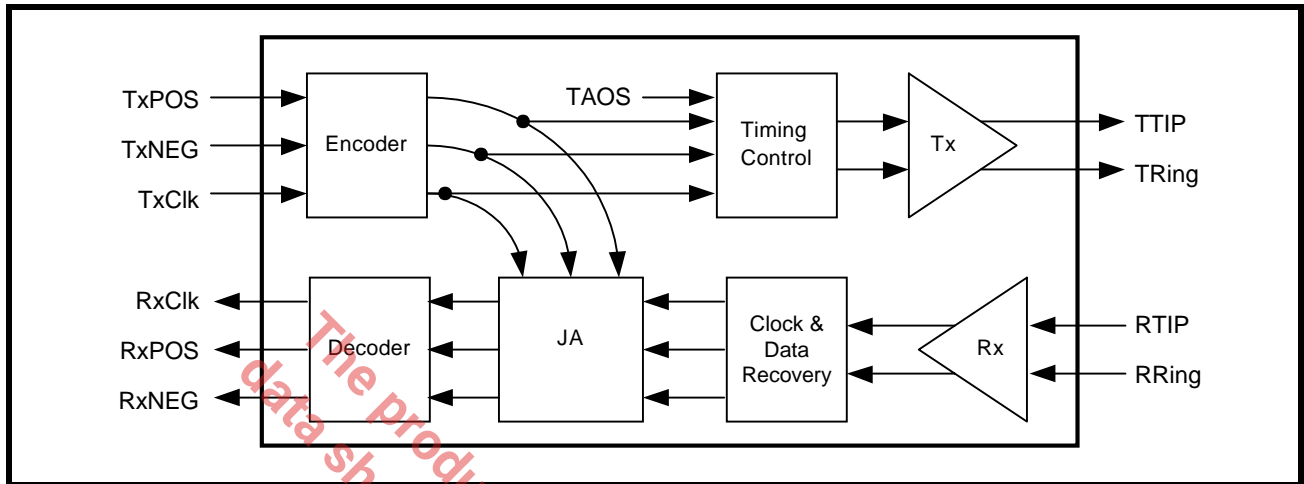 TxPOS
TxNEG
TxClk
Encoder
TAOS
Timing
Control
Tx
TTIP
TRing
RxClk
RxPOS
RxNEG
Decoder
JA
Clock &
Data
Recovery
Rx
RTIP
RRing
The produ
data sh